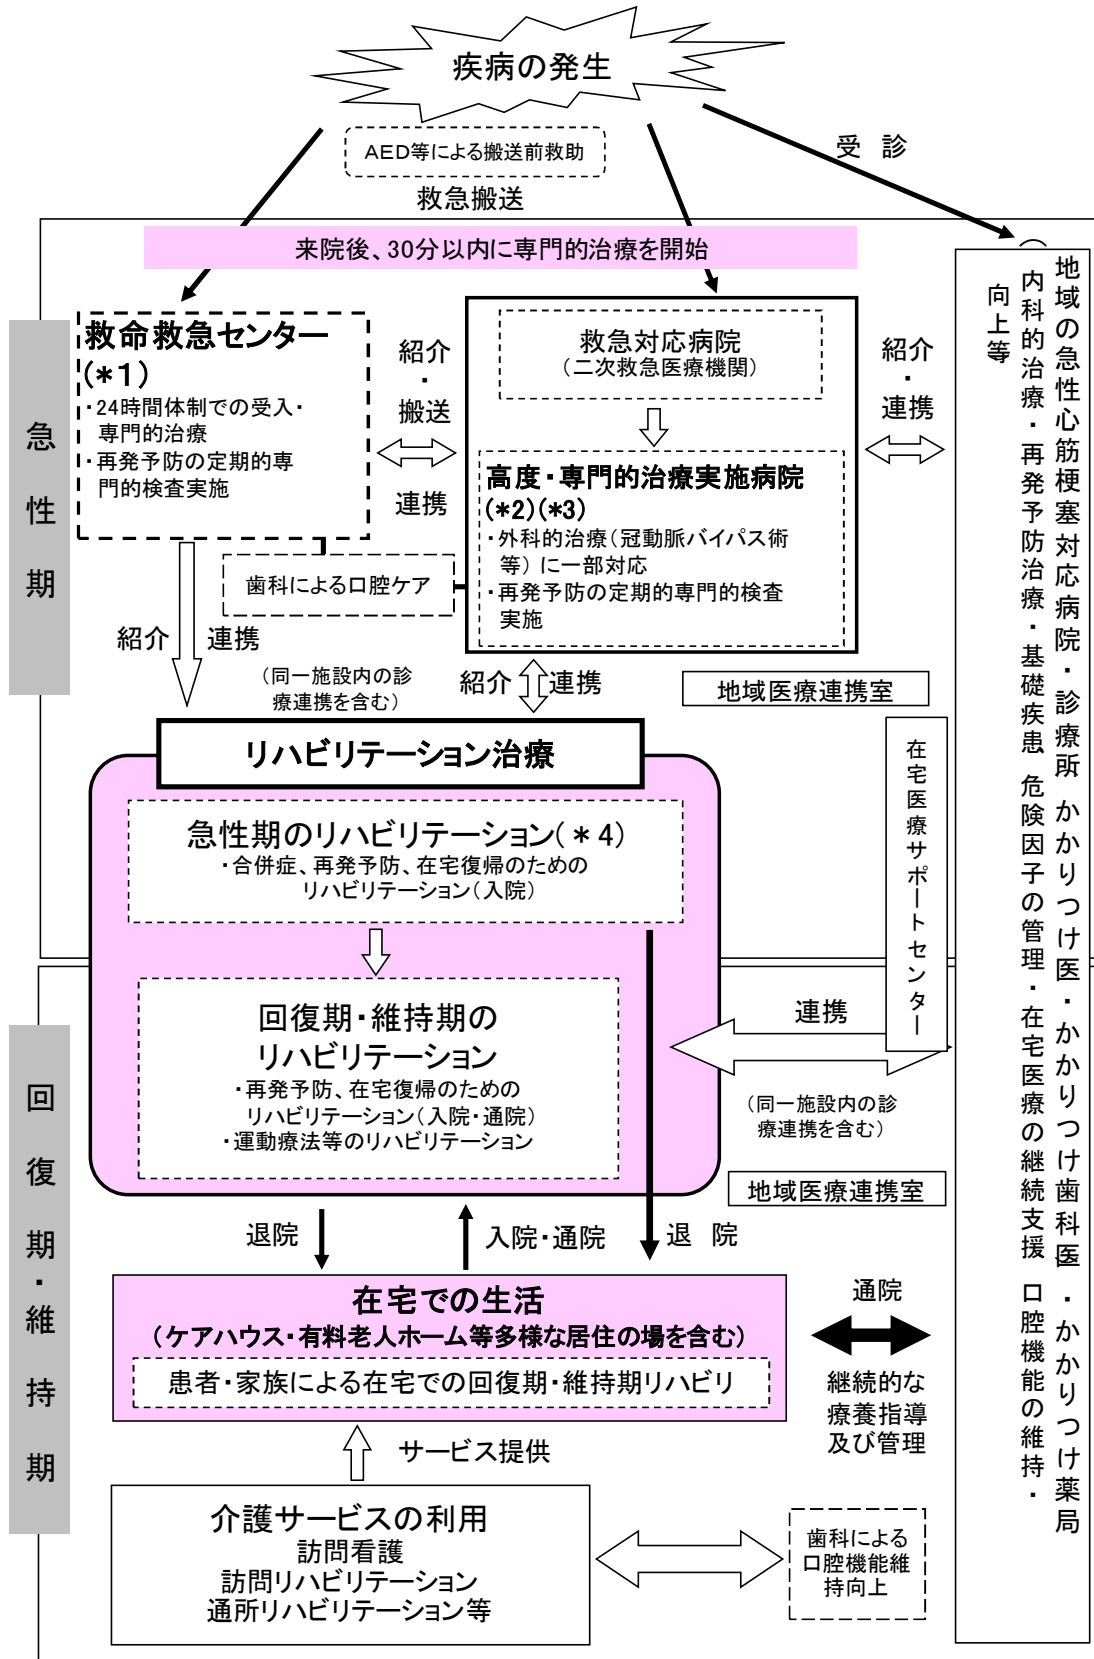 疾病の発生
AED等による搬送前救助
受 診
救急搬送
来院後、30分以内に専門的治療を開始
急性期
救命救急センター
(*1)
・24時間体制での受入・
専門的治療
・再発予防の定期的専
門的検査実施
紹介
・
搬送
連携
救急対応病院
（二次救急医療機関）
高度・専門的治療実施病院
(*2)(*3)
・外科的治療（冠動脈バイパス術
等）に一部対応
・再発予防の定期的専門的検査
実施
紹介
・
連携
歯科による口腔ケア
紹介 連携
（同一施設内の診
療連携を含む）
紹介 連携
地域医療連携室
リハビリテーション治療
急性期のリハビリテーション(＊4)
・合併症、再発予防、在宅復帰のための
リハビリテーション（入院）
在宅医療サポートセンター
回復期・維持期
回復期・維持期の
リハビリテーション
・再発予防、在宅復帰のための
リハビリテーション（入院・通院）
・運動療法等のリハビリテーション
連携
（同一施設内の診
療連携を含む）
地域医療連携室
退院
入院・通院
退 院
在宅での生活
（ケアハウス・有料老人ホーム等多様な居住の場を含む）
患者・家族による在宅での回復期・維持期リハビリ
通院
継続的な
療養指導
及び管理
サービス提供
介護サービスの利用
訪問看護
訪問リハビリテーション
通所リハビリテーション等
歯科による
口腔機能維
持向上
地域の急性心筋梗塞対応病院・診療所 かかりつけ医・かかりつけ歯科医・かかりつけ薬局
（内科的治療・再発予防治療・基礎疾患 危険因子の管理・在宅医療の継続支援 口腔機能の維持・
向上等